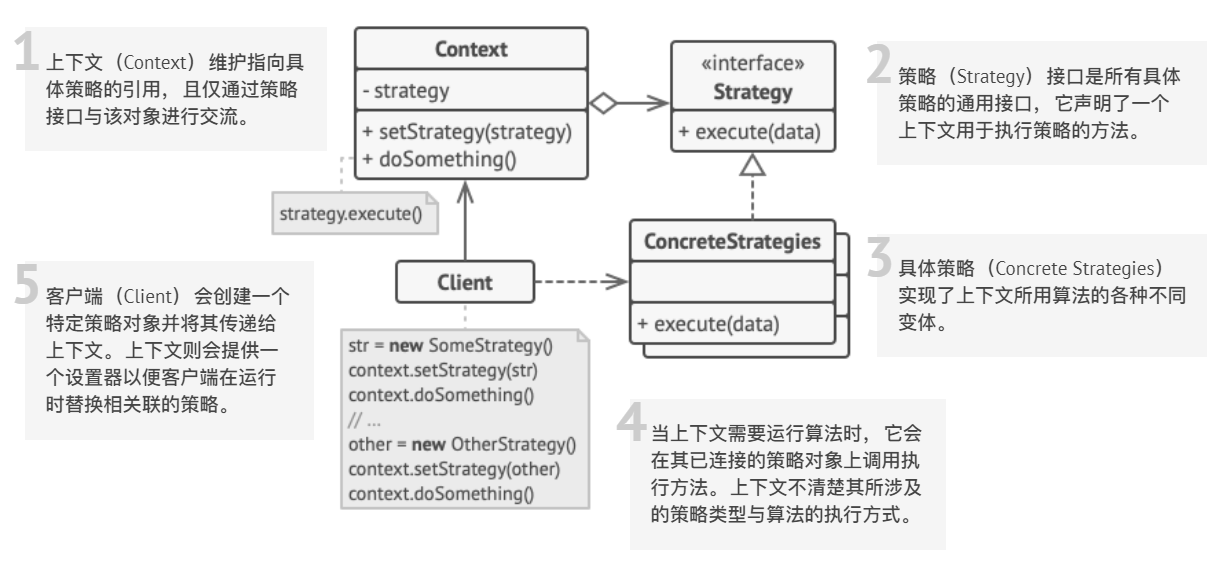 1
上下文（Context）维护指向具
体策略的引用，且仅通过策略
接口与该对象进行交流。
Context
- strategy
+ setStrategy(strategy)
+ doSomething()
strategy.execute()
«interface»
Strategy
+ execute(data)
2
策略（Strategy）接口是所有具体
策略的通用接口，它声明了一个
上下文用于执行策略的方法。
ConcreteStrategies
+ execute(data)
3
具体策略（Concrete Strategies）
实现了上下文所用算法的各种不同
变体。
4
当上下文需要运行算法时，它会
在其已连接的策略对象上调用执
行方法。上下文不清楚其所涉及
的策略类型与算法的执行方式。
5
客户端（Client）会创建一个
特定策略对象并将其传递给
上下文。上下文则会提供一
个设置器以便客户端在运行
时替换相关联的策略。
Client
str = new SomeStrategy()
context.setStrategy(str)
context.doSomething()
// ...
other = new OtherStrategy()
context.setStrategy(other)
context.doSomething()